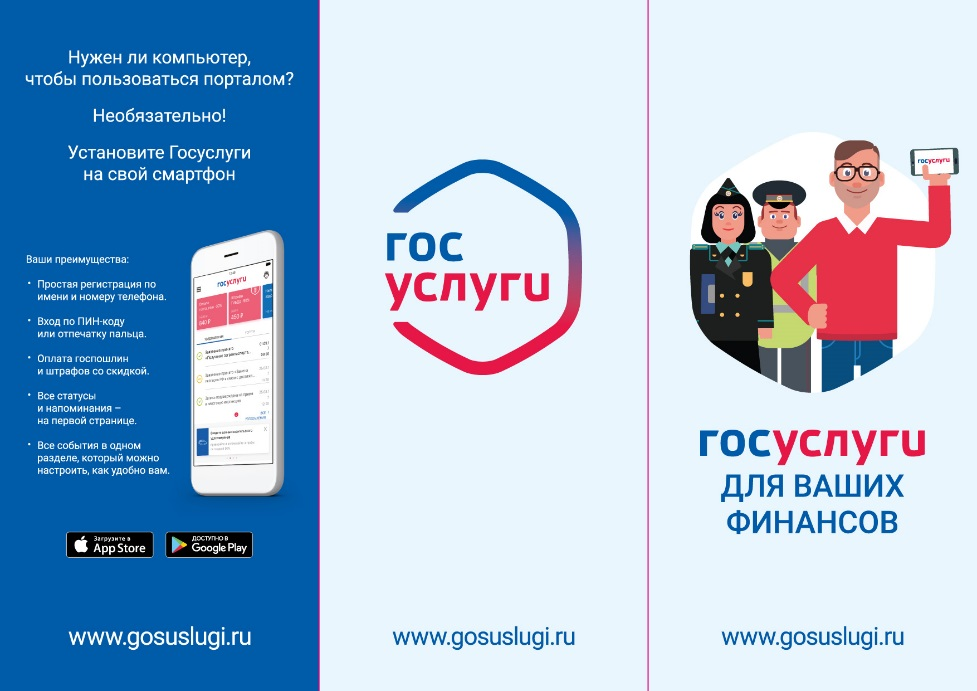 Нужен ли компьютер,
чтобы пользоваться порталом?
Необязательно!
Установите Госуслуги
на свой смартфон
Ваши преимущества:
• Простая регистрация по
имени и номеру телефона.
• Вход по ПИН-коду
или отпечатку пальца.
• Оплата госпошлин
и штрафов со скидкой.
• Все статусы
и напоминания –
на первой странице.
• Все события в одном
разделе, который можно
настроить, как удобно вам.
госуслуги
Загрузите в
App Store
ДОСТУПНО В
Google Play
www.gosuslugi.ru
гос
услуги
www.gosuslugi.ru
госуслуги
госуслуги
ДЛЯ ВАШИХ
ФИНАНСОВ
www.gosuslugi.ru